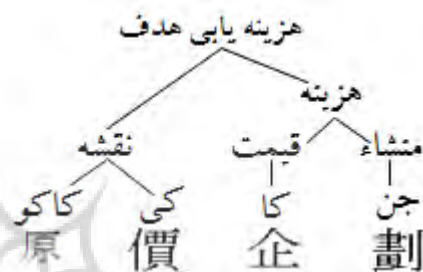 هزینه یابی هدف
هزینه
نقشه قیمت منشاء
کاکو کی کا جن
原 價 企 劃